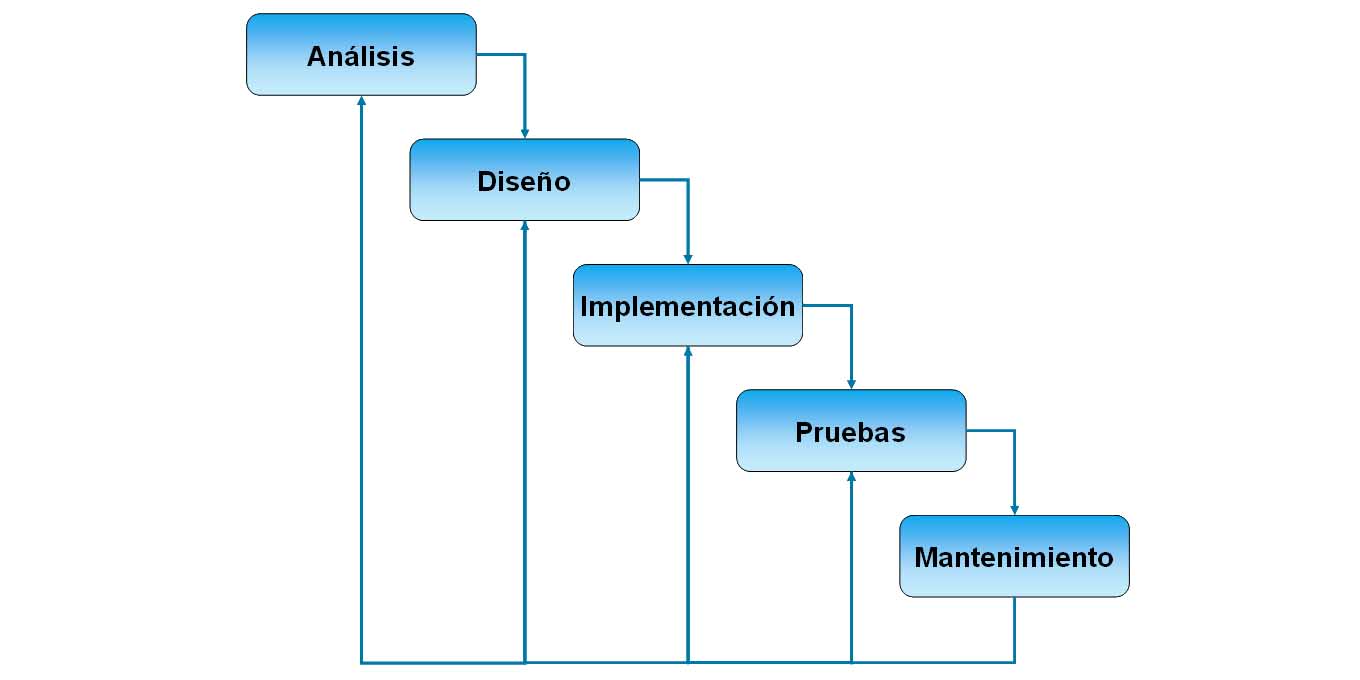 Análisis
Diseño
Implementación
Pruebas
Mantenimiento